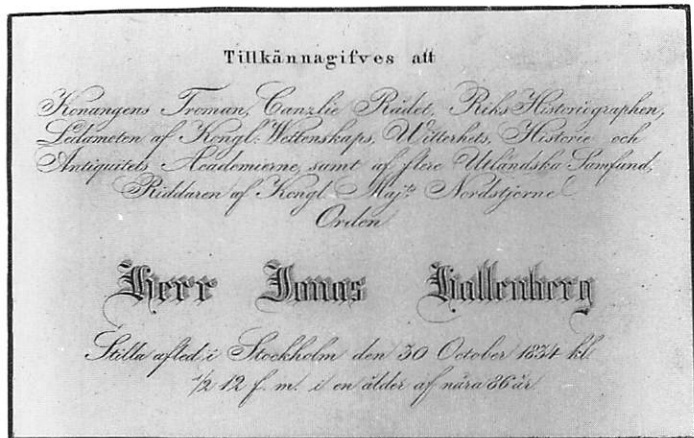 Tillkännagifves att
Konungens Troman, Canzlie Rådet, Riks Historiographen,
Ledamoten af Kongl. Wettenskaps, Witterhets, Historie och
Antiquitets Academierne, samt af flere Utländska Samfund,
Riddaren af Kongl. Maj:ts Nordstjerne
Orden
Herr Jonas Hallenberg
Stilla afled i Stockholm den 30 October 1834 kl.
1/2 12 f. m. i en ålder af nära 86 år